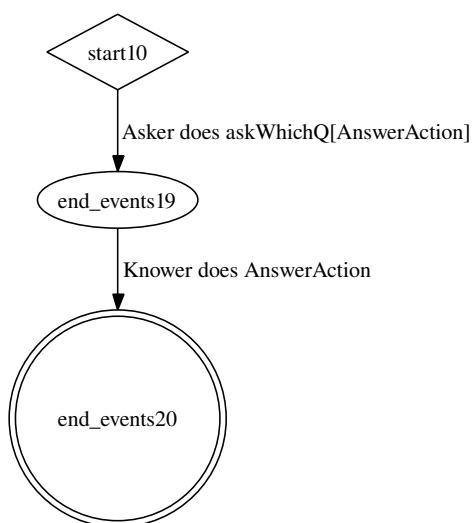 start10
Asker does askWhichQ[AnswerAction]
end_events19
Knower does AnswerAction
end_events20